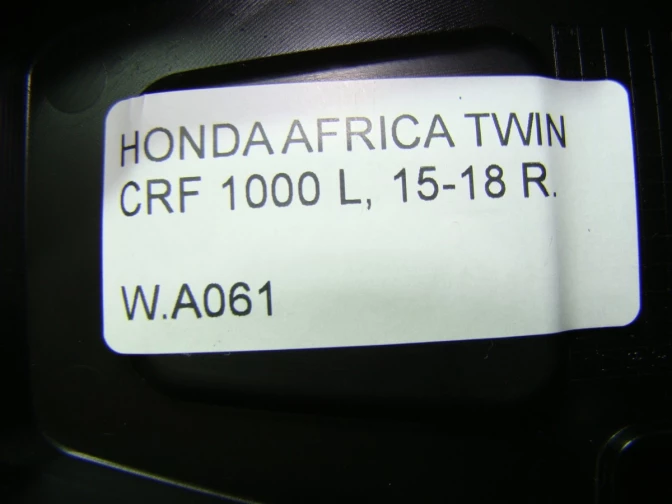 HONDA AFRICA TWIN
CRF 1000 L, 15-18 R.
W.A061